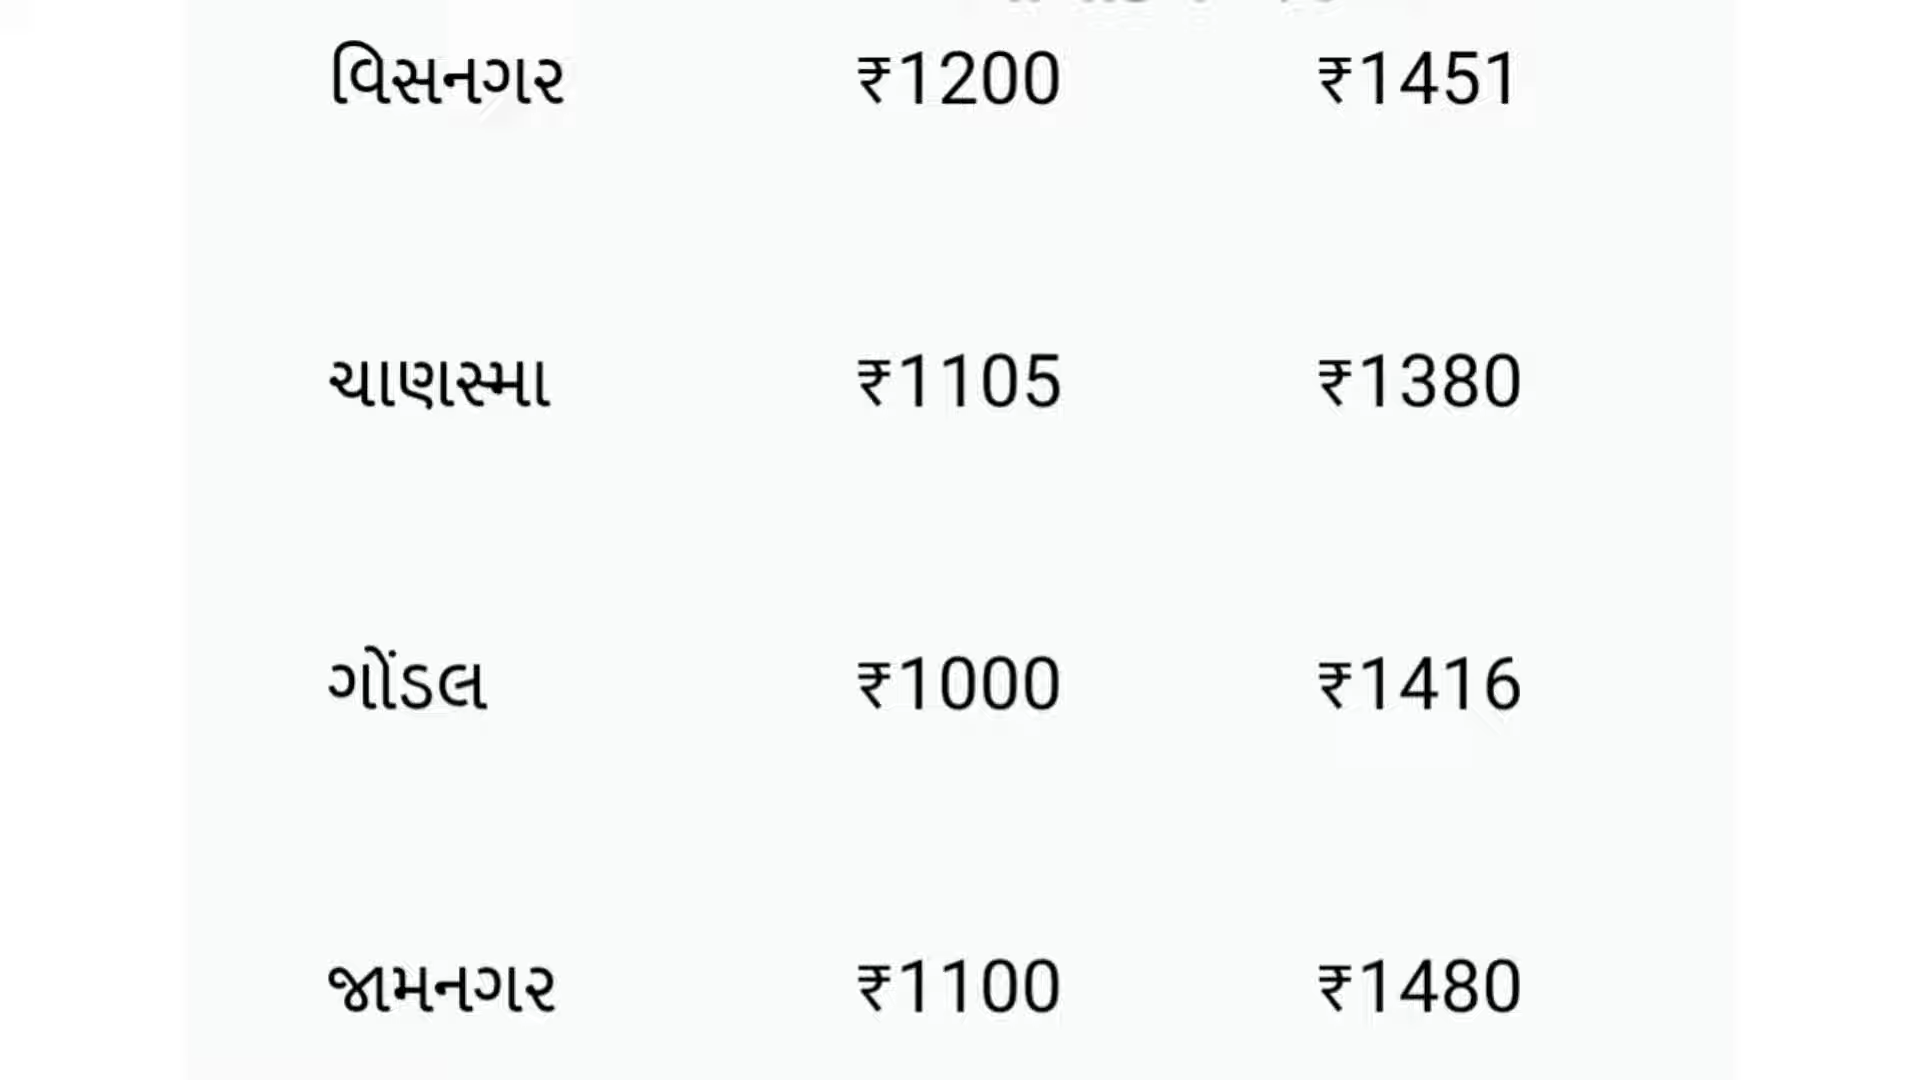 વિસનગર ₹1200 ₹1451
ચાણસ્મા ₹1105 ₹1380
ગોંડલ ₹1000 ₹1416
જામનગર ₹1100 ₹1480